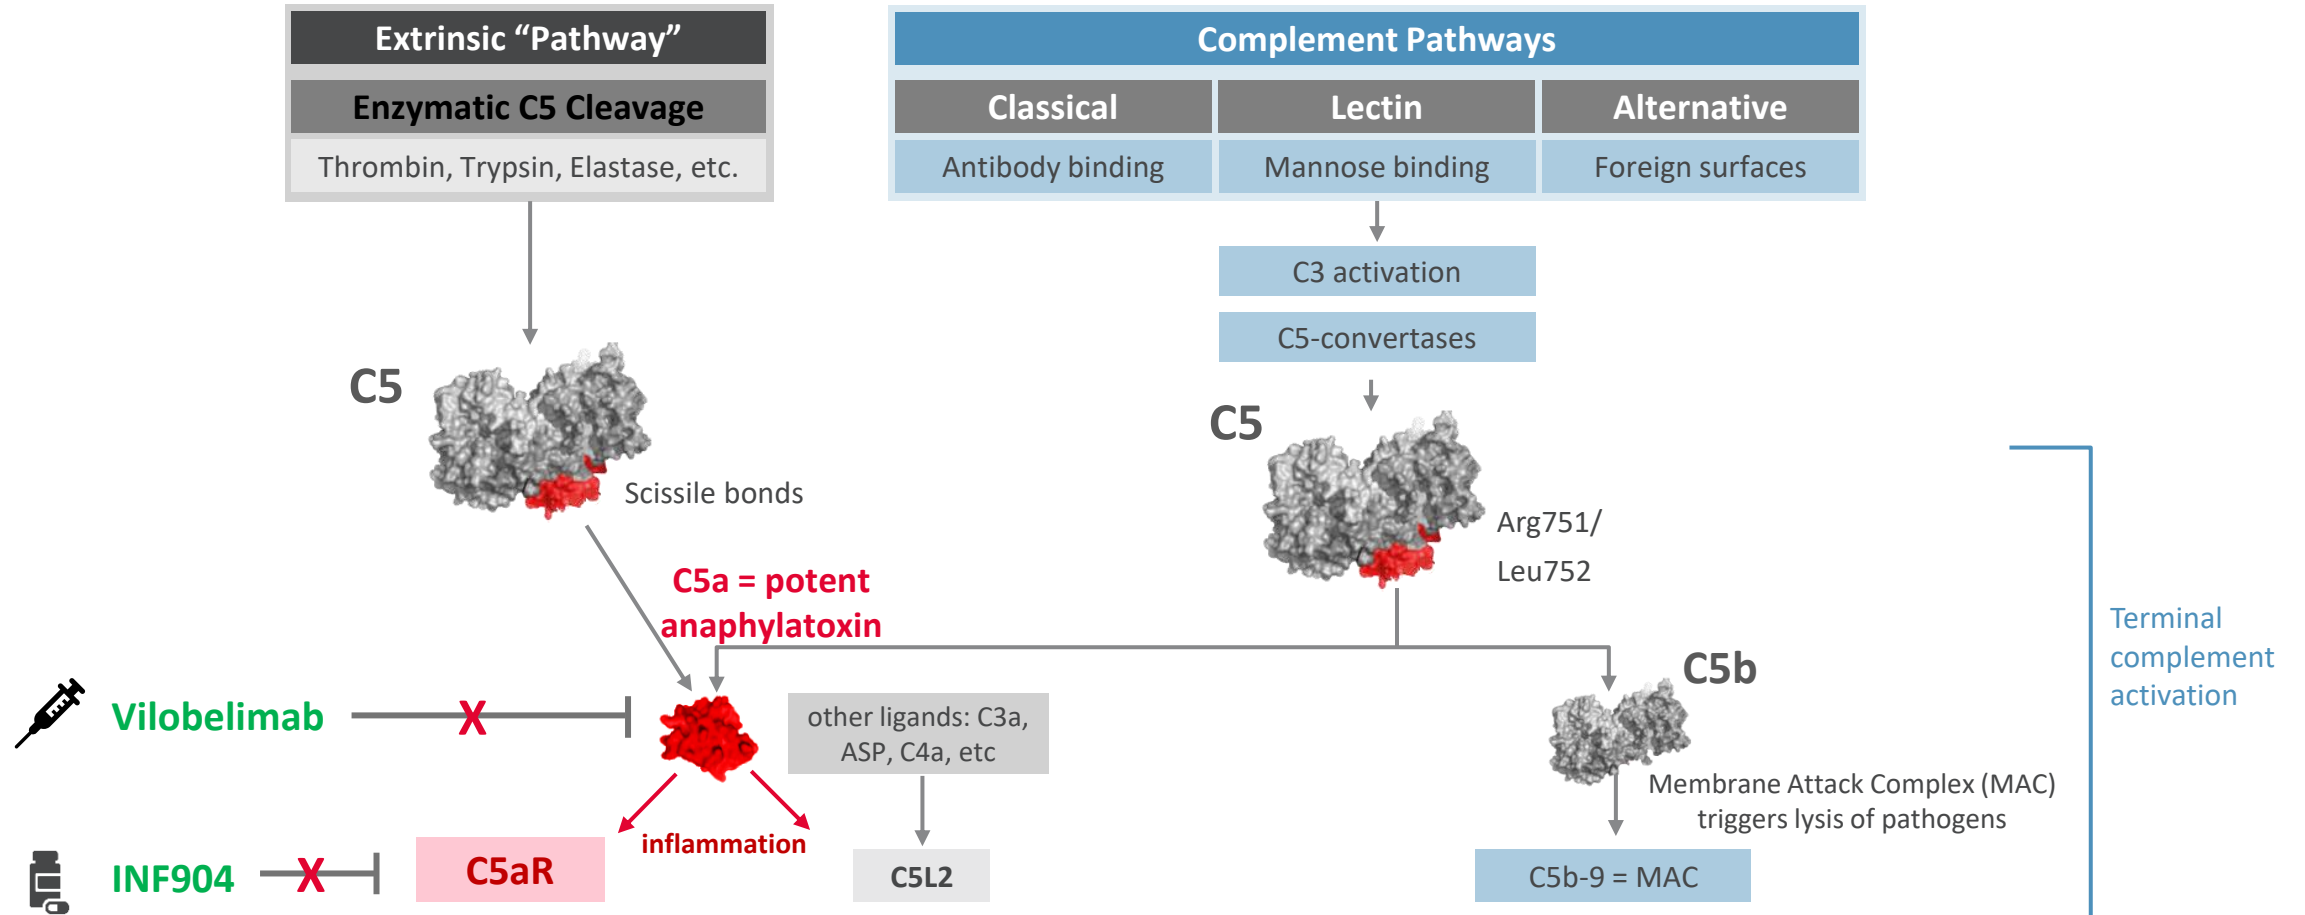 Extrinsic “Pathway”
Enzymatic C5 Cleavage
Thrombin, Trypsin, Elastase, etc.
Complement Pathways
Classical
Lectin
Alternative
Antibody binding
Mannose binding
Foreign surfaces
C3 activation
C5-convertases
C5
Scissile bonds
C5
Arg751/
Leu752
C5a = potent
anaphylatoxin
Terminal
complement
activation
C5b
Vilobelimab
X
other ligands: C3a,
ASP, C4a, etc
Membrane Attack Complex (MAC)
triggers lysis of pathogens
inflammation
INF904
X
C5aR
C5L2
C5b-9 = MAC